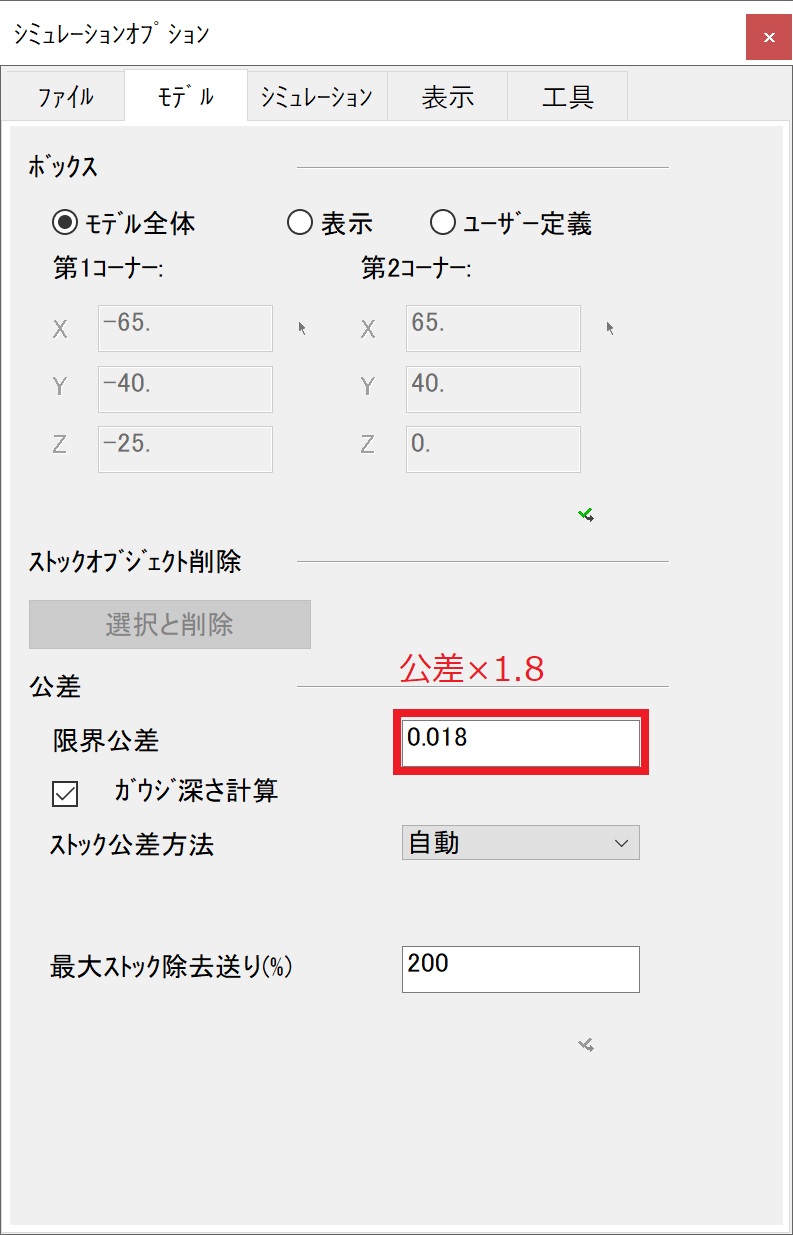 シミュレーションオプション
ファイル モデル シミュレーション 表示 工具
ボックス
モデル全体 表示 ユーザー定義
第1コーナー: 第2コーナー:
X -65. X 65.
Y -40. Y 40.
Z -25. Z 0.
ストックオブジェクト削除
選択と削除
公差×1.8
公差
限界公差 0.018
ガウジ深さ計算
ストック公差方法 自動
最大ストック除去送り(%) 200